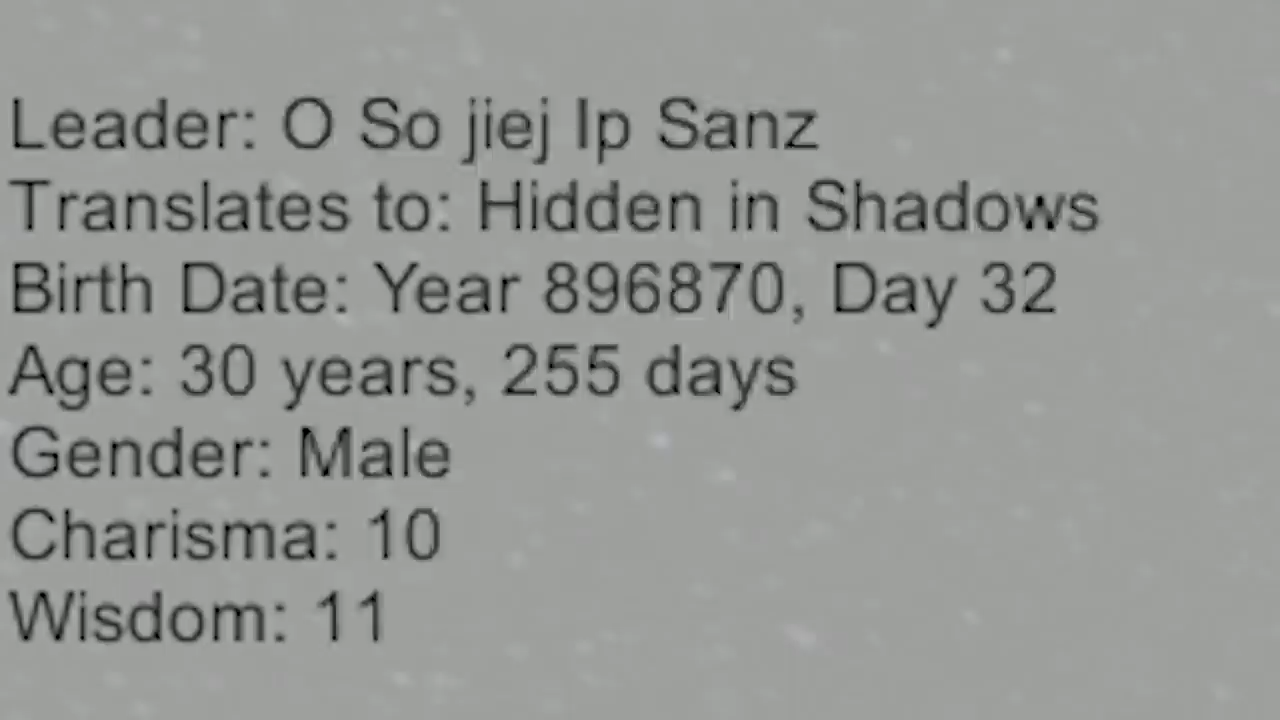 Leader: O So jiej Ip Sanz
Translates to: Hidden in Shadows
Birth Date: Year 896870, Day 32
Age: 30 years, 255 days
Gender: Male
Charisma: 10
Wisdom: 11